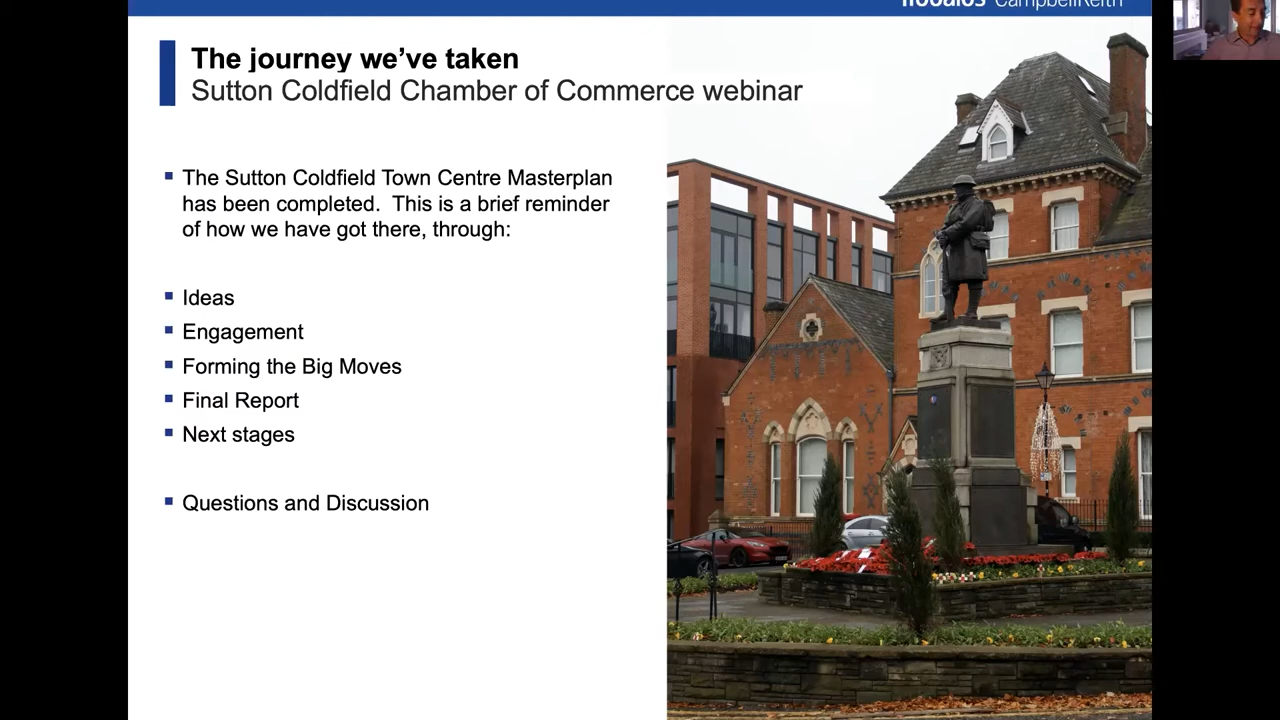 CampbellKeith
The journey we’ve taken
Sutton Coldfield Chamber of Commerce webinar
The Sutton Coldfield Town Centre Masterplan
has been completed.  This is a brief reminder
of how we have got there, through:
Ideas
Engagement
Forming the Big Moves
Final Report
Next stages
Questions and Discussion